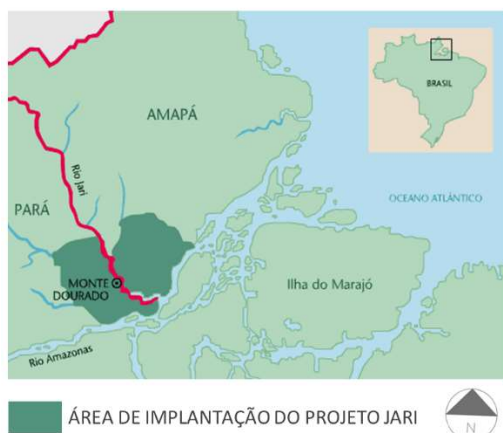 BRASIL
AMAPÁ
Rio Jari
OCEANO ATLÂNTICO
PARÁ
MONTE
DOURADO
Ilha do Marajó
Rio Amazonas
ÁREA DE IMPLANTAÇÃO DO PROJETO JARI
N